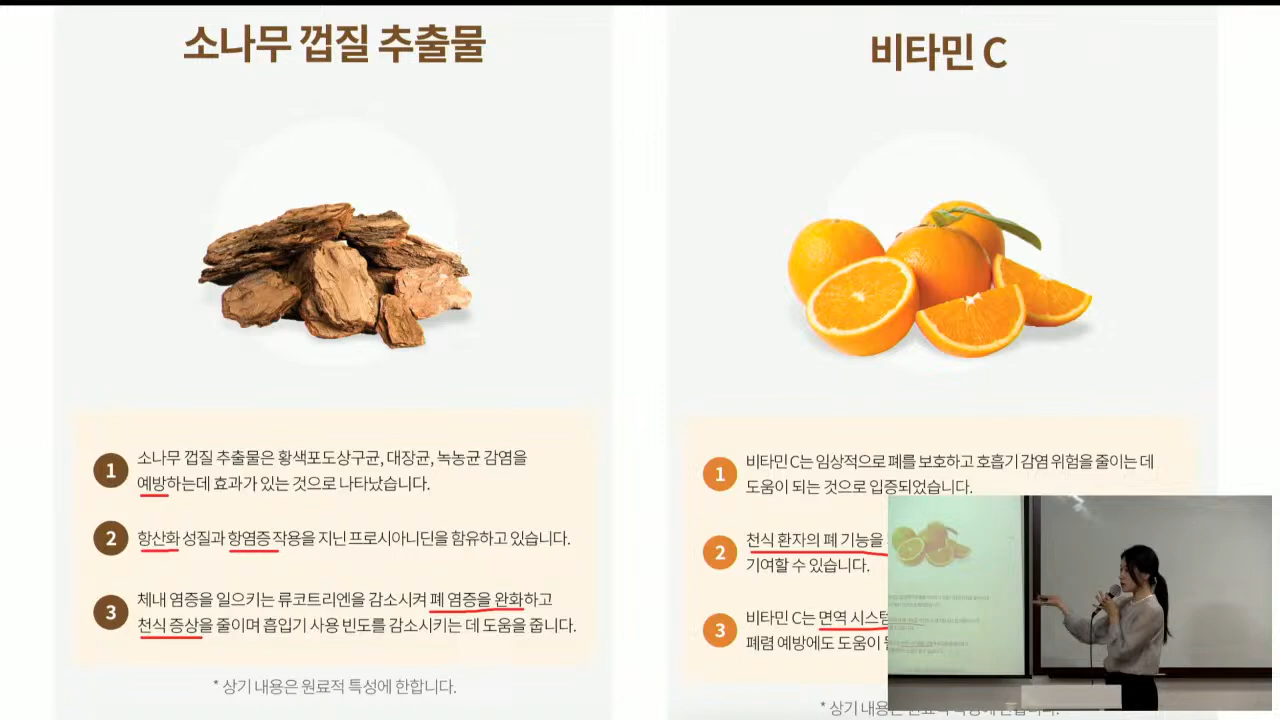 소나무 껍질 추출물
1 소나무 껍질 추출물은 황색포도상구균, 대장균, 녹농균 감염을
예방하는데 효과가 있는 것으로 나타났습니다.
2 항산화 성질과 항염증 작용을 지닌 프로시아니딘을 함유하고 있습니다.
3 체내 염증을 일으키는 류코트리엔을 감소시켜 폐 염증을 완화하고
천식 증상을 줄이며 흡입기 사용 빈도를 감소시키는 데 도움을 줍니다.
* 상기 내용은 원료적 특성에 한합니다.
비타민 C
1 비타민 C는 임상적으로 폐를 보호하고 호흡기 감염 위험을 줄이는 데
도움이 되는 것으로 입증되었습니다.
2 천식 환자의 폐 기능을
기여할 수 있습니다.
3 비타민 C는 면역 시스템
폐렴 예방에도 도움이
* 상기 내용